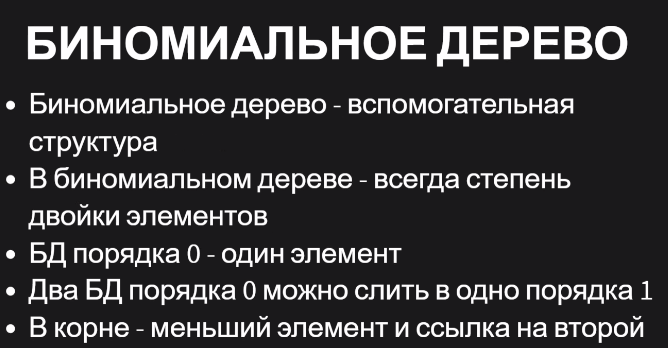 БИНОМИАЛЬНОЕ ДЕРЕВО
• Биномиальное дерево - вспомогательная
структура
• В биномиальном дереве - всегда степень
двойки элементов
• БД порядка 0 - один элемент
• Два БД порядка 0 можно слить в одно порядка 1
• В корне - меньший элемент и ссылка на второй